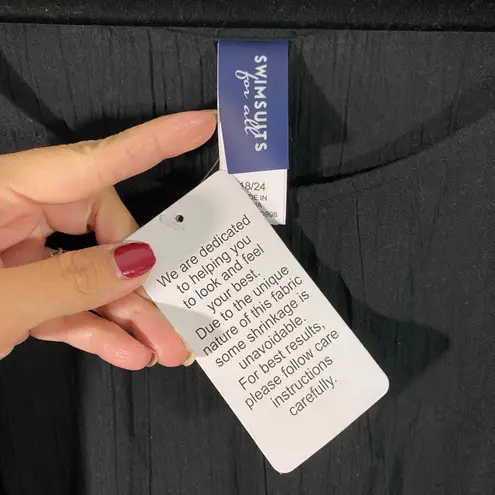 SWIMSUITS
for all
18/24
We are dedicated
to helping you
to look and feel
your best.
Due to the unique
nature of this fabric
some shrinkage is
unavoidable.
For best results,
please follow care
instructions
carefully.